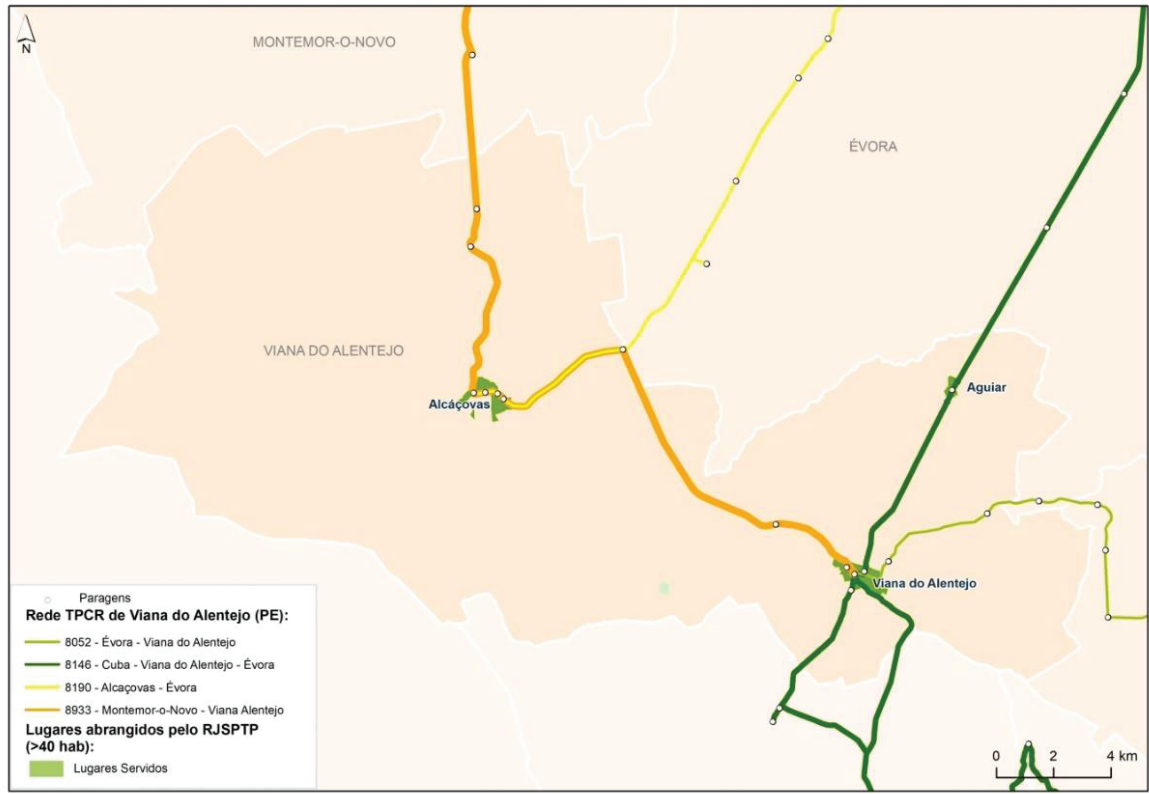 N
MONTEMOR-O-NOVO
ÉVORA
VIANA DO ALENTEJO
Alcáçovas
Aguiar
Viana do Alentejo
Paragens
Rede TPCR de Viana do Alentejo (PE):
8052 - Évora - Viana do Alentejo
8146 - Cuba - Viana do Alentejo - Évora
8190 - Alcaçovas - Évora
8933 - Montemor-o-Novo - Viana Alentejo
Lugares abrangidos pelo RJSPTP
(>40 hab):
Lugares Servidos
0 2 4 km